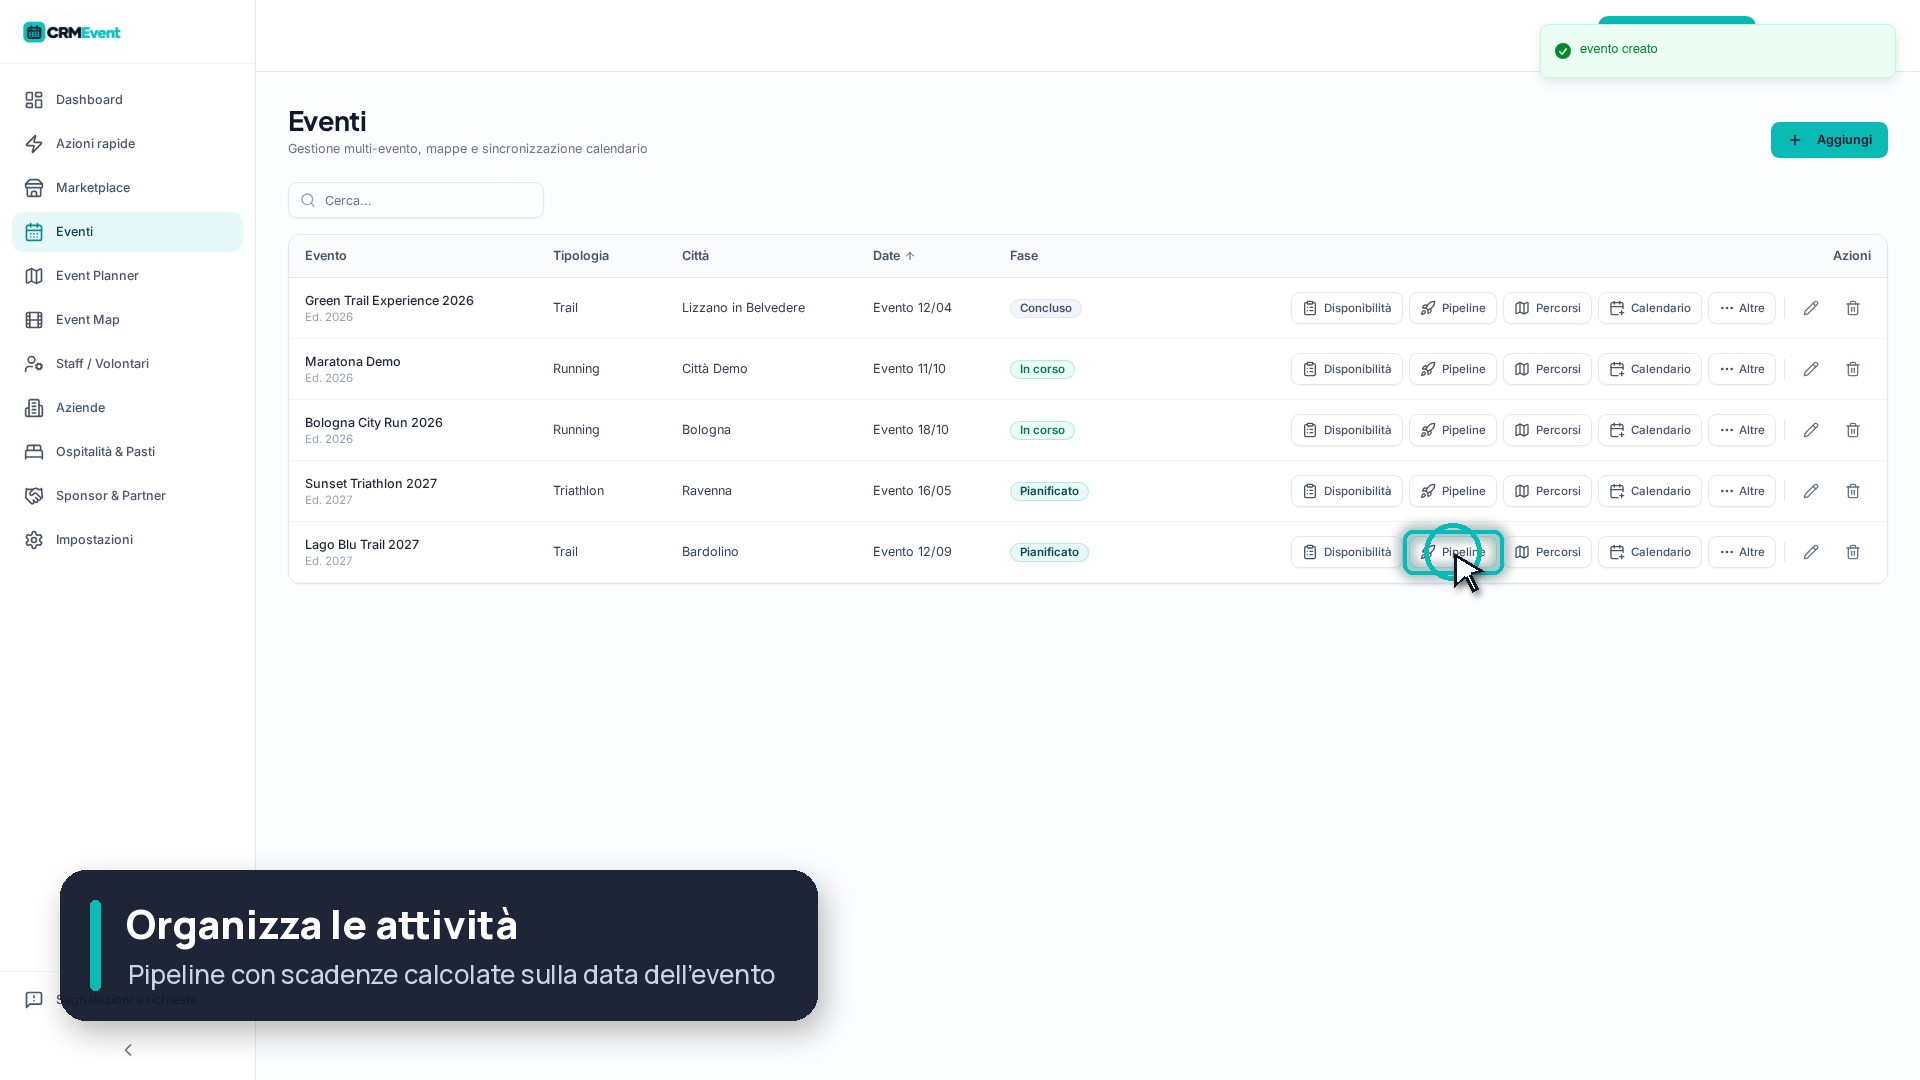 CRMEvent
evento creato
Dashboard
Azioni rapide
Marketplace
Eventi
Event Planner
Event Map
Staff / Volontari
Aziende
Ospitalità & Pasti
Sponsor & Partner
Impostazioni
Segnalazioni e richieste
Eventi
Gestione multi-evento, mappe e sincronizzazione calendario
Aggiungi
Cerca...
Evento Tipologia Città Date Fase Azioni
Green Trail Experience 2026 Trail Lizzano in Belvedere Evento 12/04 Concluso Disponibilità Pipeline Percorsi Calendario Altre
Ed. 2026
Maratona Demo Running Città Demo Evento 11/10 In corso Disponibilità Pipeline Percorsi Calendario Altre
Ed. 2026
Bologna City Run 2026 Running Bologna Evento 18/10 In corso Disponibilità Pipeline Percorsi Calendario Altre
Ed. 2026
Sunset Triathlon 2027 Triathlon Ravenna Evento 16/05 Pianificato Disponibilità Pipeline Percorsi Calendario Altre
Ed. 2027
Lago Blu Trail 2027 Trail Bardolino Evento 12/09 Pianificato Disponibilità Pipeline Percorsi Calendario Altre
Ed. 2027
Organizza le attività
Pipeline con scadenze calcolate sulla data dell'evento